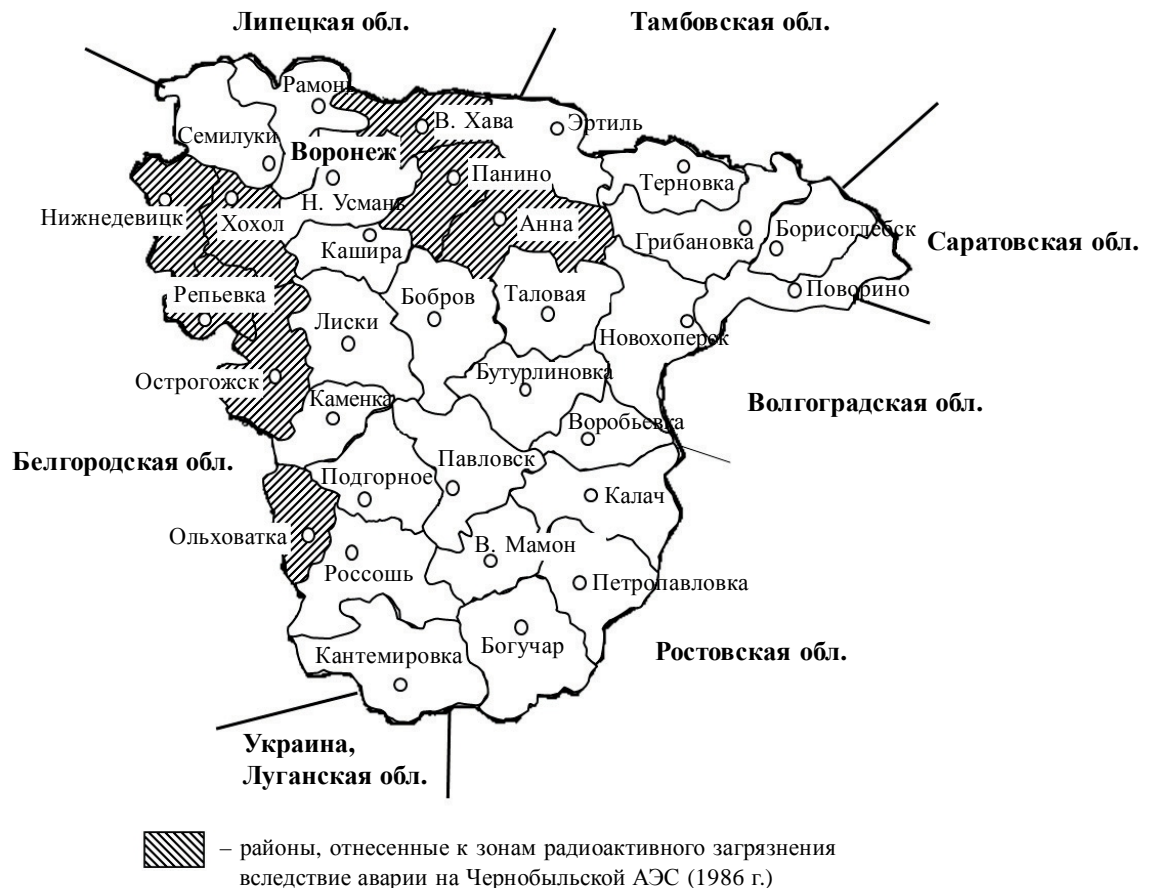 Липецкая обл.
Тамбовская обл.
Рамонь
В. Хава
Эртиль
Семилуки
Воронеж
Панино
Терновка
Нижнедевицк
Хохол
Н. Усмань
Анна
Грибановка
Борисоглебск
Саратовская обл.
Кашира
Репьевка
Бобров
Таловая
Поворино
Лиски
Новохоперск
Острогожск
Бутурлиновка
Каменка
Волгоградская обл.
Воробьевка
Белгородская обл.
Подгорное
Павловск
Калач
Ольховатка
В. Мамон
Россошь
Петропавловка
Кантемировка
Богучар
Ростовская обл.
Украина,
Луганская обл.
– районы, отнесенные к зонам радиоактивного загрязнения
вследствие аварии на Чернобыльской АЭС (1986 г.)